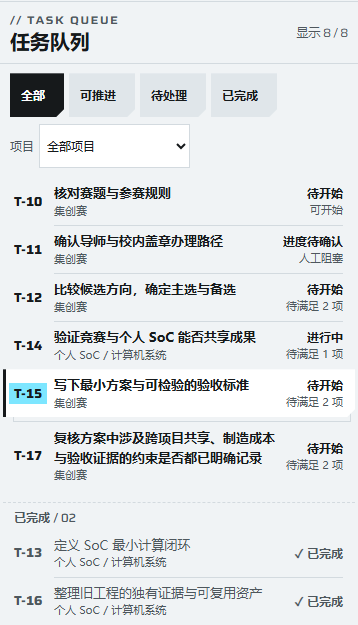 // TASK QUEUE
任务队列
显示 8 / 8
全部
可推进
待处理
已完成
项目
全部项目
T-10
核对赛题与参赛规则
集创赛
待开始
可开始
T-11
确认导师与校内盖章办理路径
集创赛
进度待确认
人工阻塞
T-12
比较候选方向，确定主选与备选
集创赛
待开始
待满足 2 项
T-14
验证竞赛与个人 SoC 能否共享成果
个人 SoC / 计算机系统
进行中
待满足 1 项
T-15
写下最小方案与可检验的验收标准
集创赛
待开始
待满足 2 项
T-17
复核方案中涉及跨项目共享、制造成本
与验收证据的约束是否都已明确记录
集创赛
待开始
待满足 2 项
已完成 / 02
T-13
定义 SoC 最小计算闭环
个人 SoC / 计算机系统
✓ 已完成
T-16
整理旧工程的独有证据与可复用资产
个人 SoC / 计算机系统
✓ 已完成